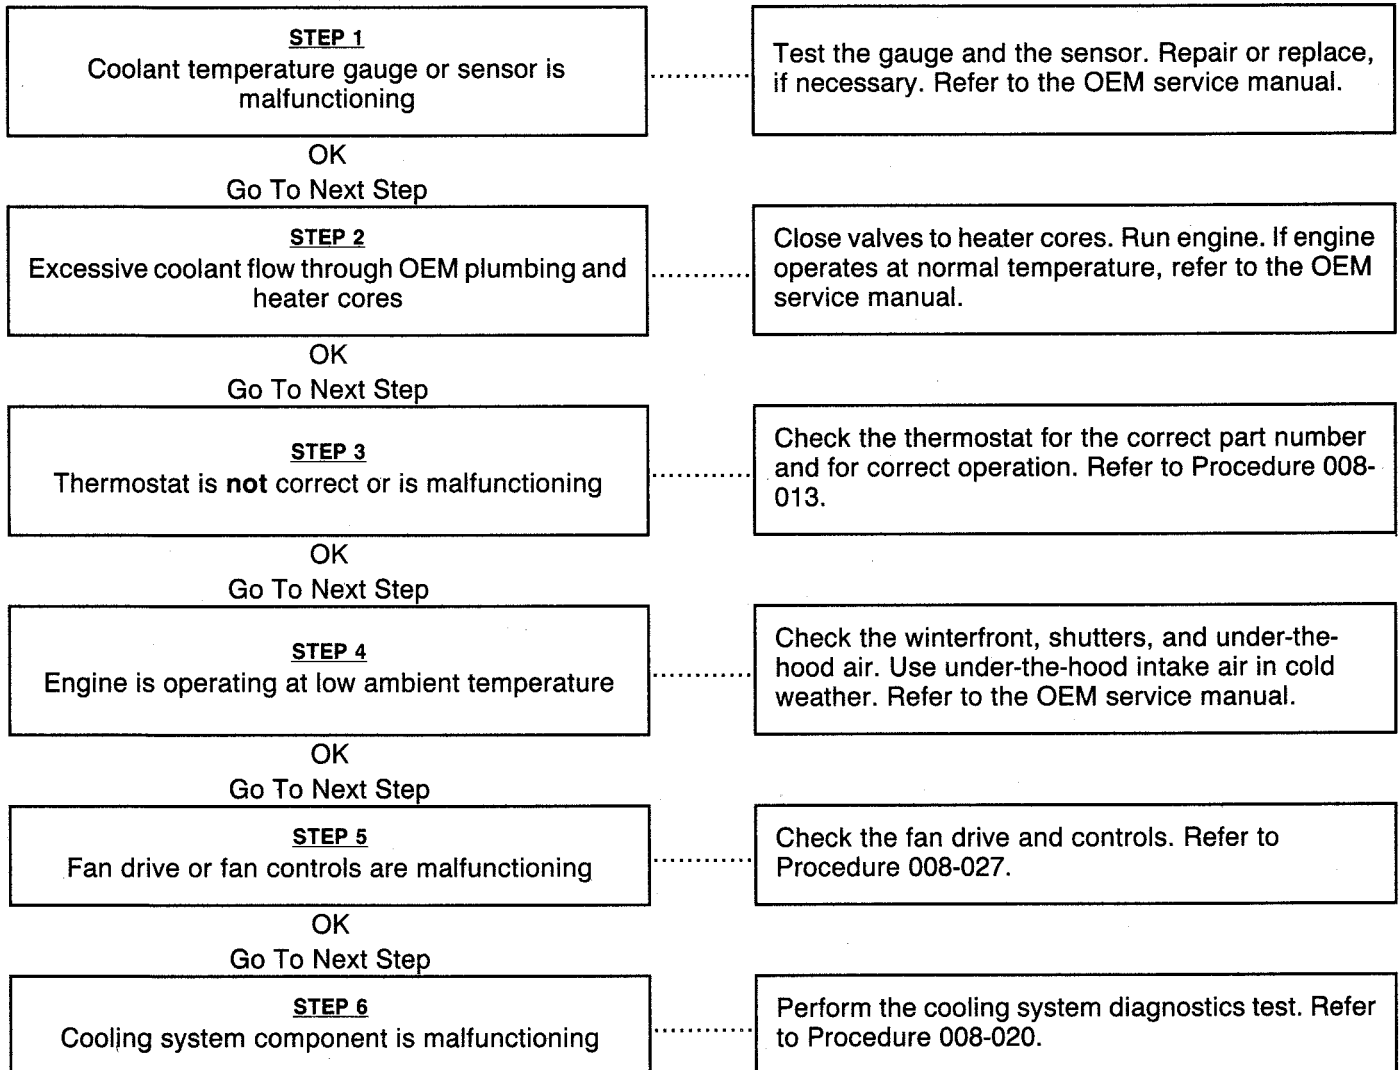 STEP 1
Coolant temperature gauge or sensor is
malfunctioning
Test the gauge and the sensor. Repair or replace,
if necessary. Refer to the OEM service manual.
OK
Go To Next Step
STEP 2
Excessive coolant flow through OEM plumbing and
heater cores
Close valves to heater cores. Run engine. If engine
operates at normal temperature, refer to the OEM
service manual.
OK
Go To Next Step
STEP 3
Thermostat is not correct or is malfunctioning
Check the thermostat for the correct part number
and for correct operation. Refer to Procedure 008-
013.
OK
Go To Next Step
STEP 4
Engine is operating at low ambient temperature
Check the winterfront, shutters, and under-the-
hood air. Use under-the-hood intake air in cold
weather. Refer to the OEM service manual.
OK
Go To Next Step
STEP 5
Fan drive or fan controls are malfunctioning
Check the fan drive and controls. Refer to
Procedure 008-027.
OK
Go To Next Step
STEP 6
Cooling system component is malfunctioning
Perform the cooling system diagnostics test. Refer
to Procedure 008-020.